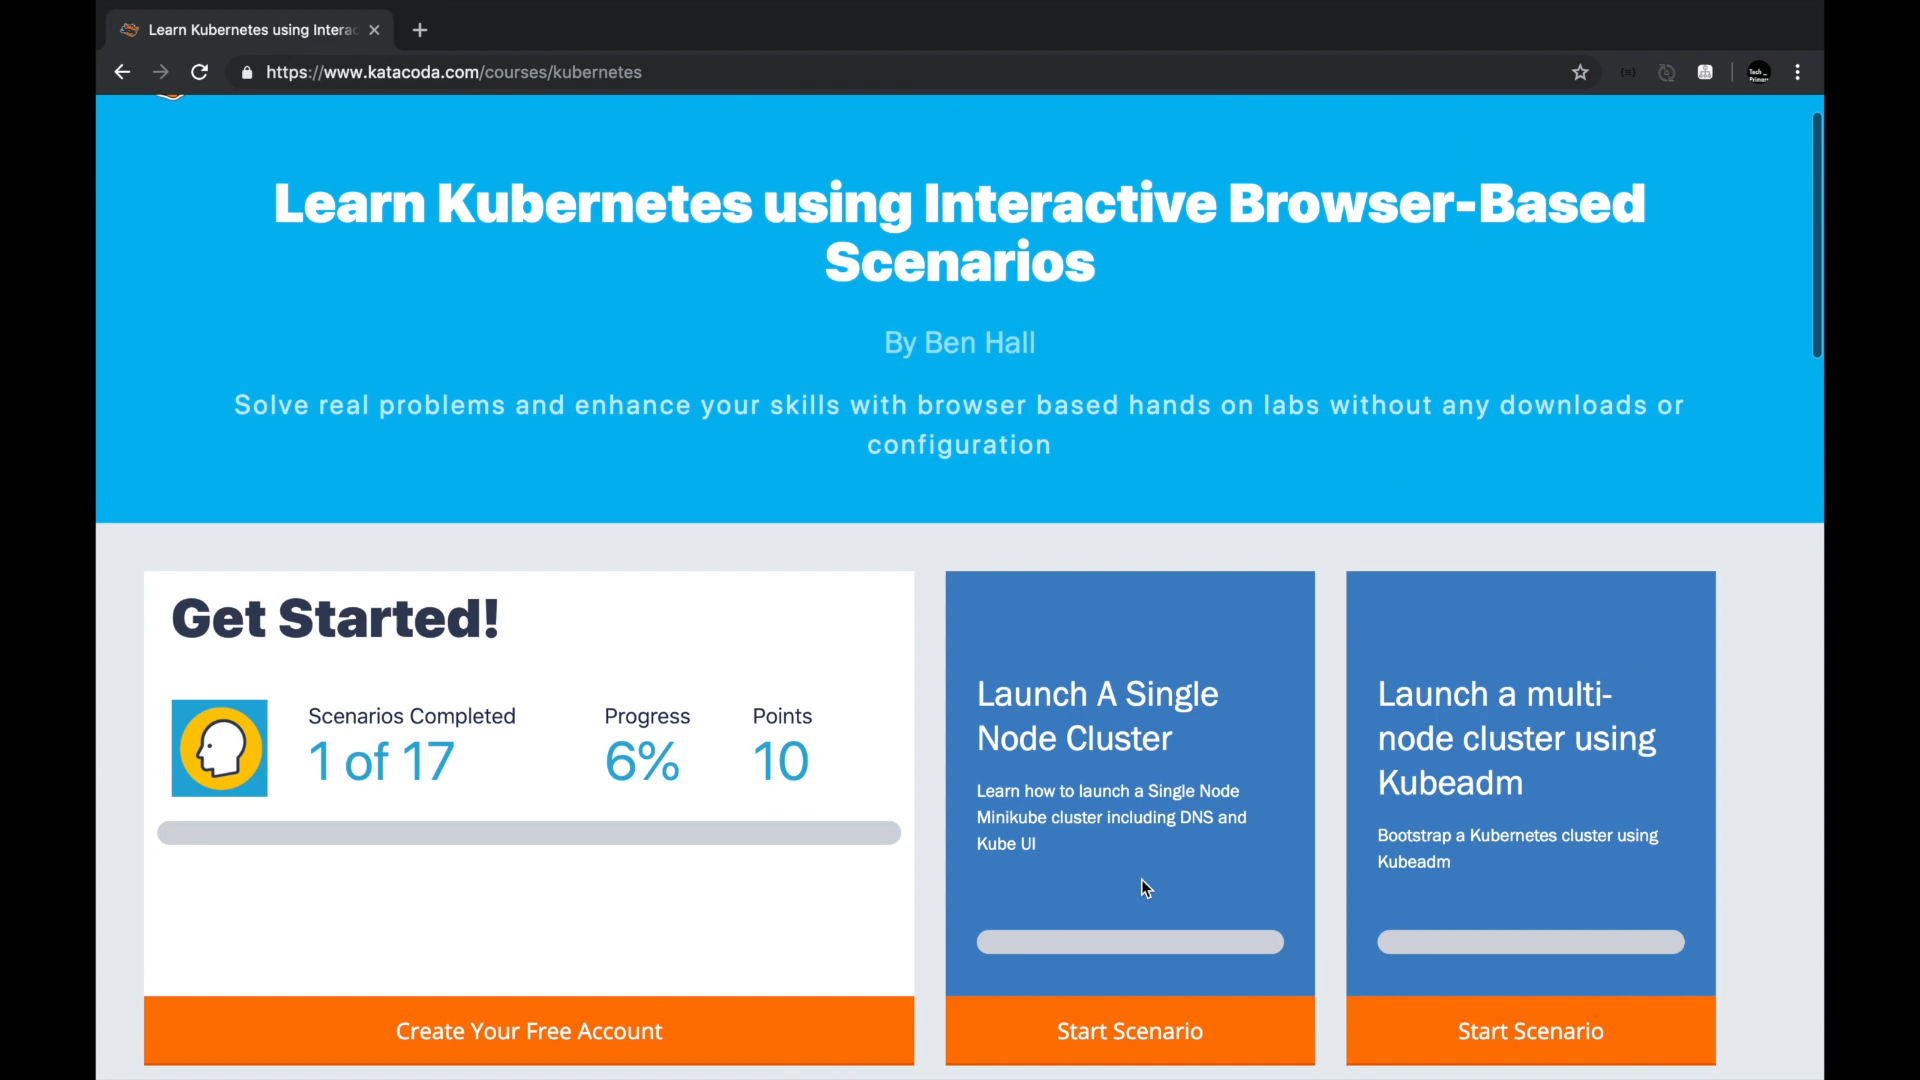 Learn Kubernetes using Interac
https://www.katacoda.com/courses/kubernetes
Tech_
Primers
Learn Kubernetes using Interactive Browser-Based
Scenarios
By Ben Hall
Solve real problems and enhance your skills with browser based hands on labs without any downloads or
configuration
Get Started!
Scenarios Completed
1 of 17
Progress
6%
Points
10
Create Your Free Account
Launch A Single
Node Cluster
Learn how to launch a Single Node
Minikube cluster including DNS and
Kube UI
Start Scenario
Launch a multi-
node cluster using
Kubeadm
Bootstrap a Kubernetes cluster using
Kubeadm
Start Scenario